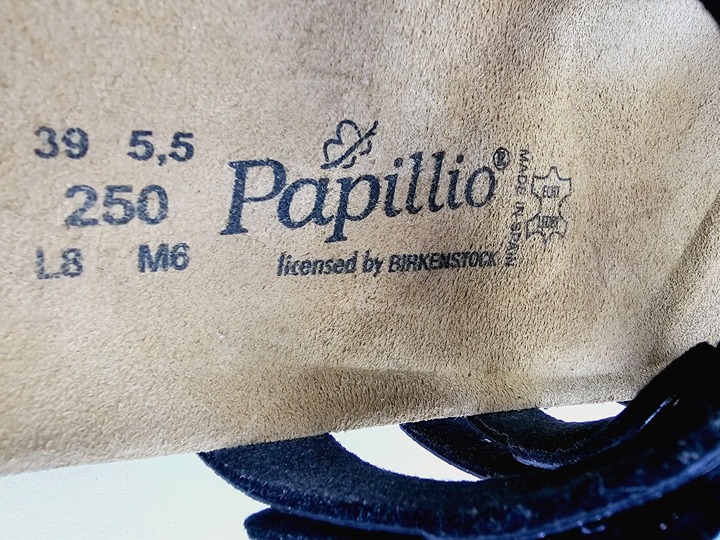 39 5,5
250
L8 M6
Papillio®
licensed by BIRKENSTOCK
MADE IN SPAIN